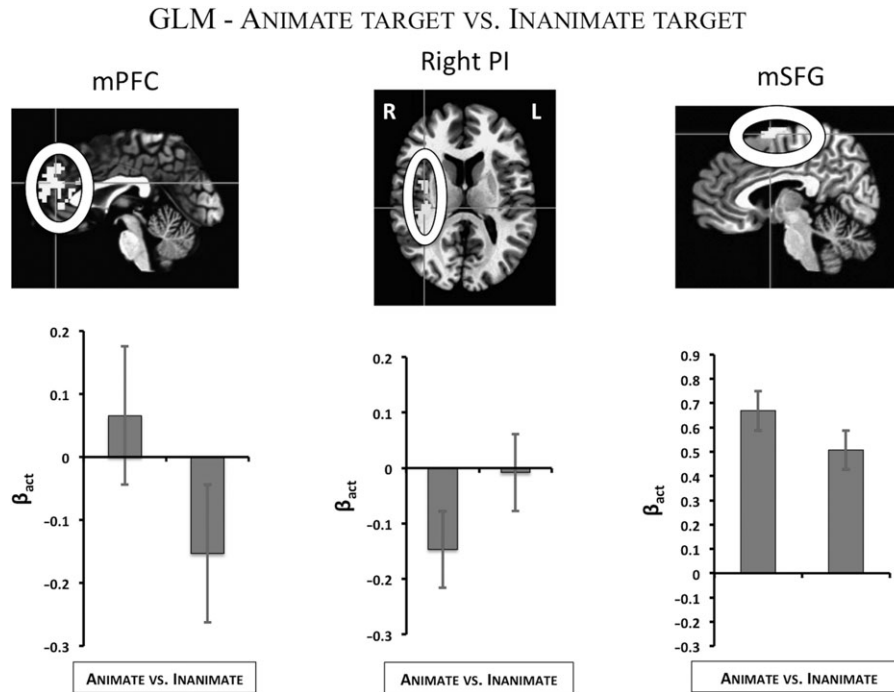 GLM - ANIMATE TARGET VS. INANIMATE TARGET
mPFC
Right PI
mSFG
R
L
0.2
0.1
0
–0.1
–0.2
–0.3
βact
ANIMATE VS. INANIMATE
0.2
0.1
0
–0.1
–0.2
–0.3
βact
ANIMATE VS. INANIMATE
0.9
0.8
0.7
0.6
0.5
0.4
0.3
0.2
0.1
0
–0.1
–0.2
–0.3
βact
ANIMATE VS. INANIMATE